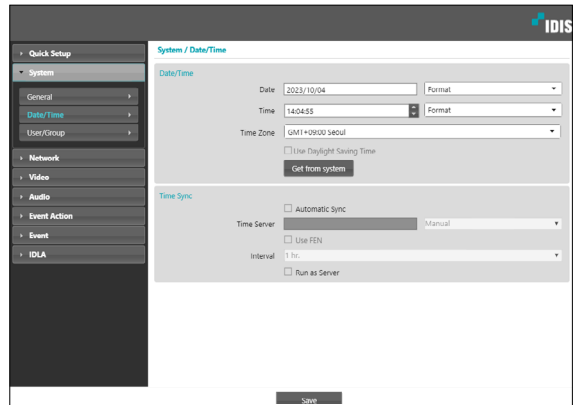 IDIS
Quick Setup
System
General
Date/Time
User/Group
Network
Video
Audio
Event Action
Event
IDLA
System / Date/Time
Date/Time
Date 2023/10/04 Format
Time 14:04:55 Format
Time Zone GMT+09:00 Seoul
Use Daylight Saving Time
Get from system
Time Sync
Automatic Sync
Time Server Manual
Use FEN
Interval 1 hr.
Run as Server
Save